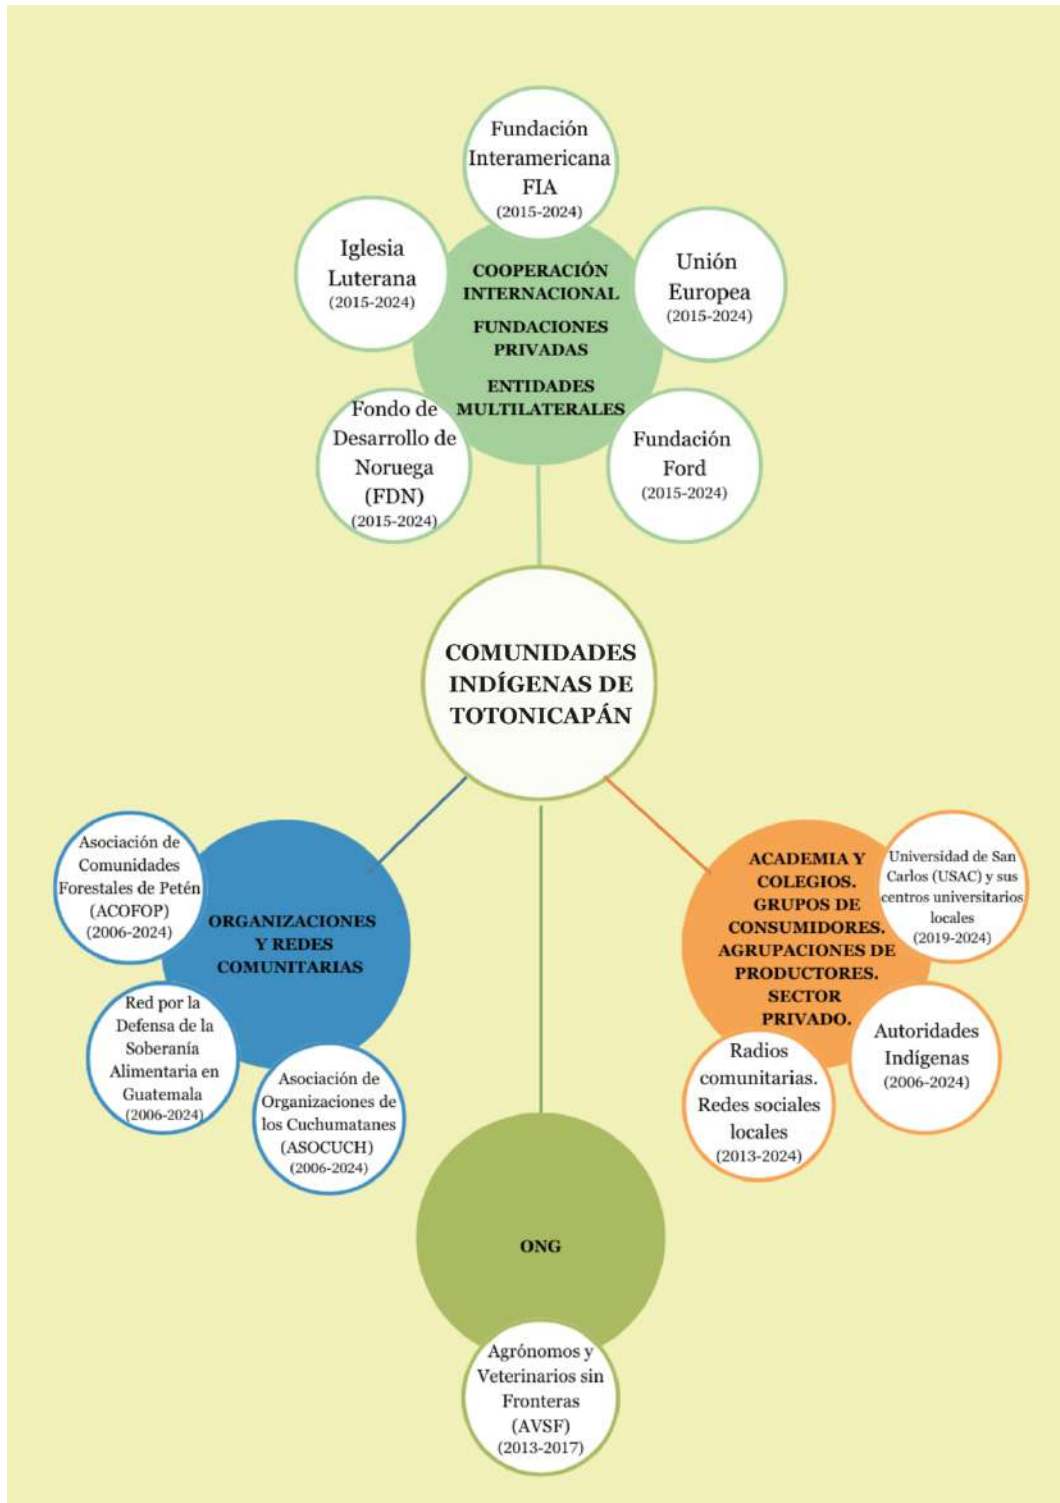 Fundación
Interamericana
FIA
(2015-2024)
Iglesia
Luterana
(2015-2024)
Unión
Europea
(2015-2024)
COOPERACIÓN
INTERNACIONAL
FUNDACIONES
PRIVADAS
ENTIDADES
MULTILATERALES
Fondo de
Desarrollo de
Noruega
(FDN)
(2015-2024)
Fundación
Ford
(2015-2024)
COMUNIDADES
INDÍGENAS DE
TOTONICAPÁN
Asociación de
Comunidades
Forestales de Petén
(ACOFOP)
(2006-2024)
ORGANIZACIONES
Y REDES
COMUNITARIAS
Red por la
Defensa de la
Soberanía
Alimentaria en
Guatemala
(2006-2024)
Asociación de
Organizaciones de
los Cuchumatanes
(ASOCUCH)
(2006-2024)
ACADEMIA Y
COLEGIOS.
GRUPOS DE
CONSUMIDORES.
AGRUPACIONES DE
PRODUCTORES.
SECTOR
PRIVADO.
Universidad de San
Carlos (USAC) y sus
centros universitarios
locales
(2019-2024)
Autoridades
Indígenas
(2006-2024)
Radios
comunitarias.
Redes sociales
locales
(2013-2024)
ONG
Agrónomos y
Veterinarios sin
Fronteras
(AVSF)
(2013-2017)